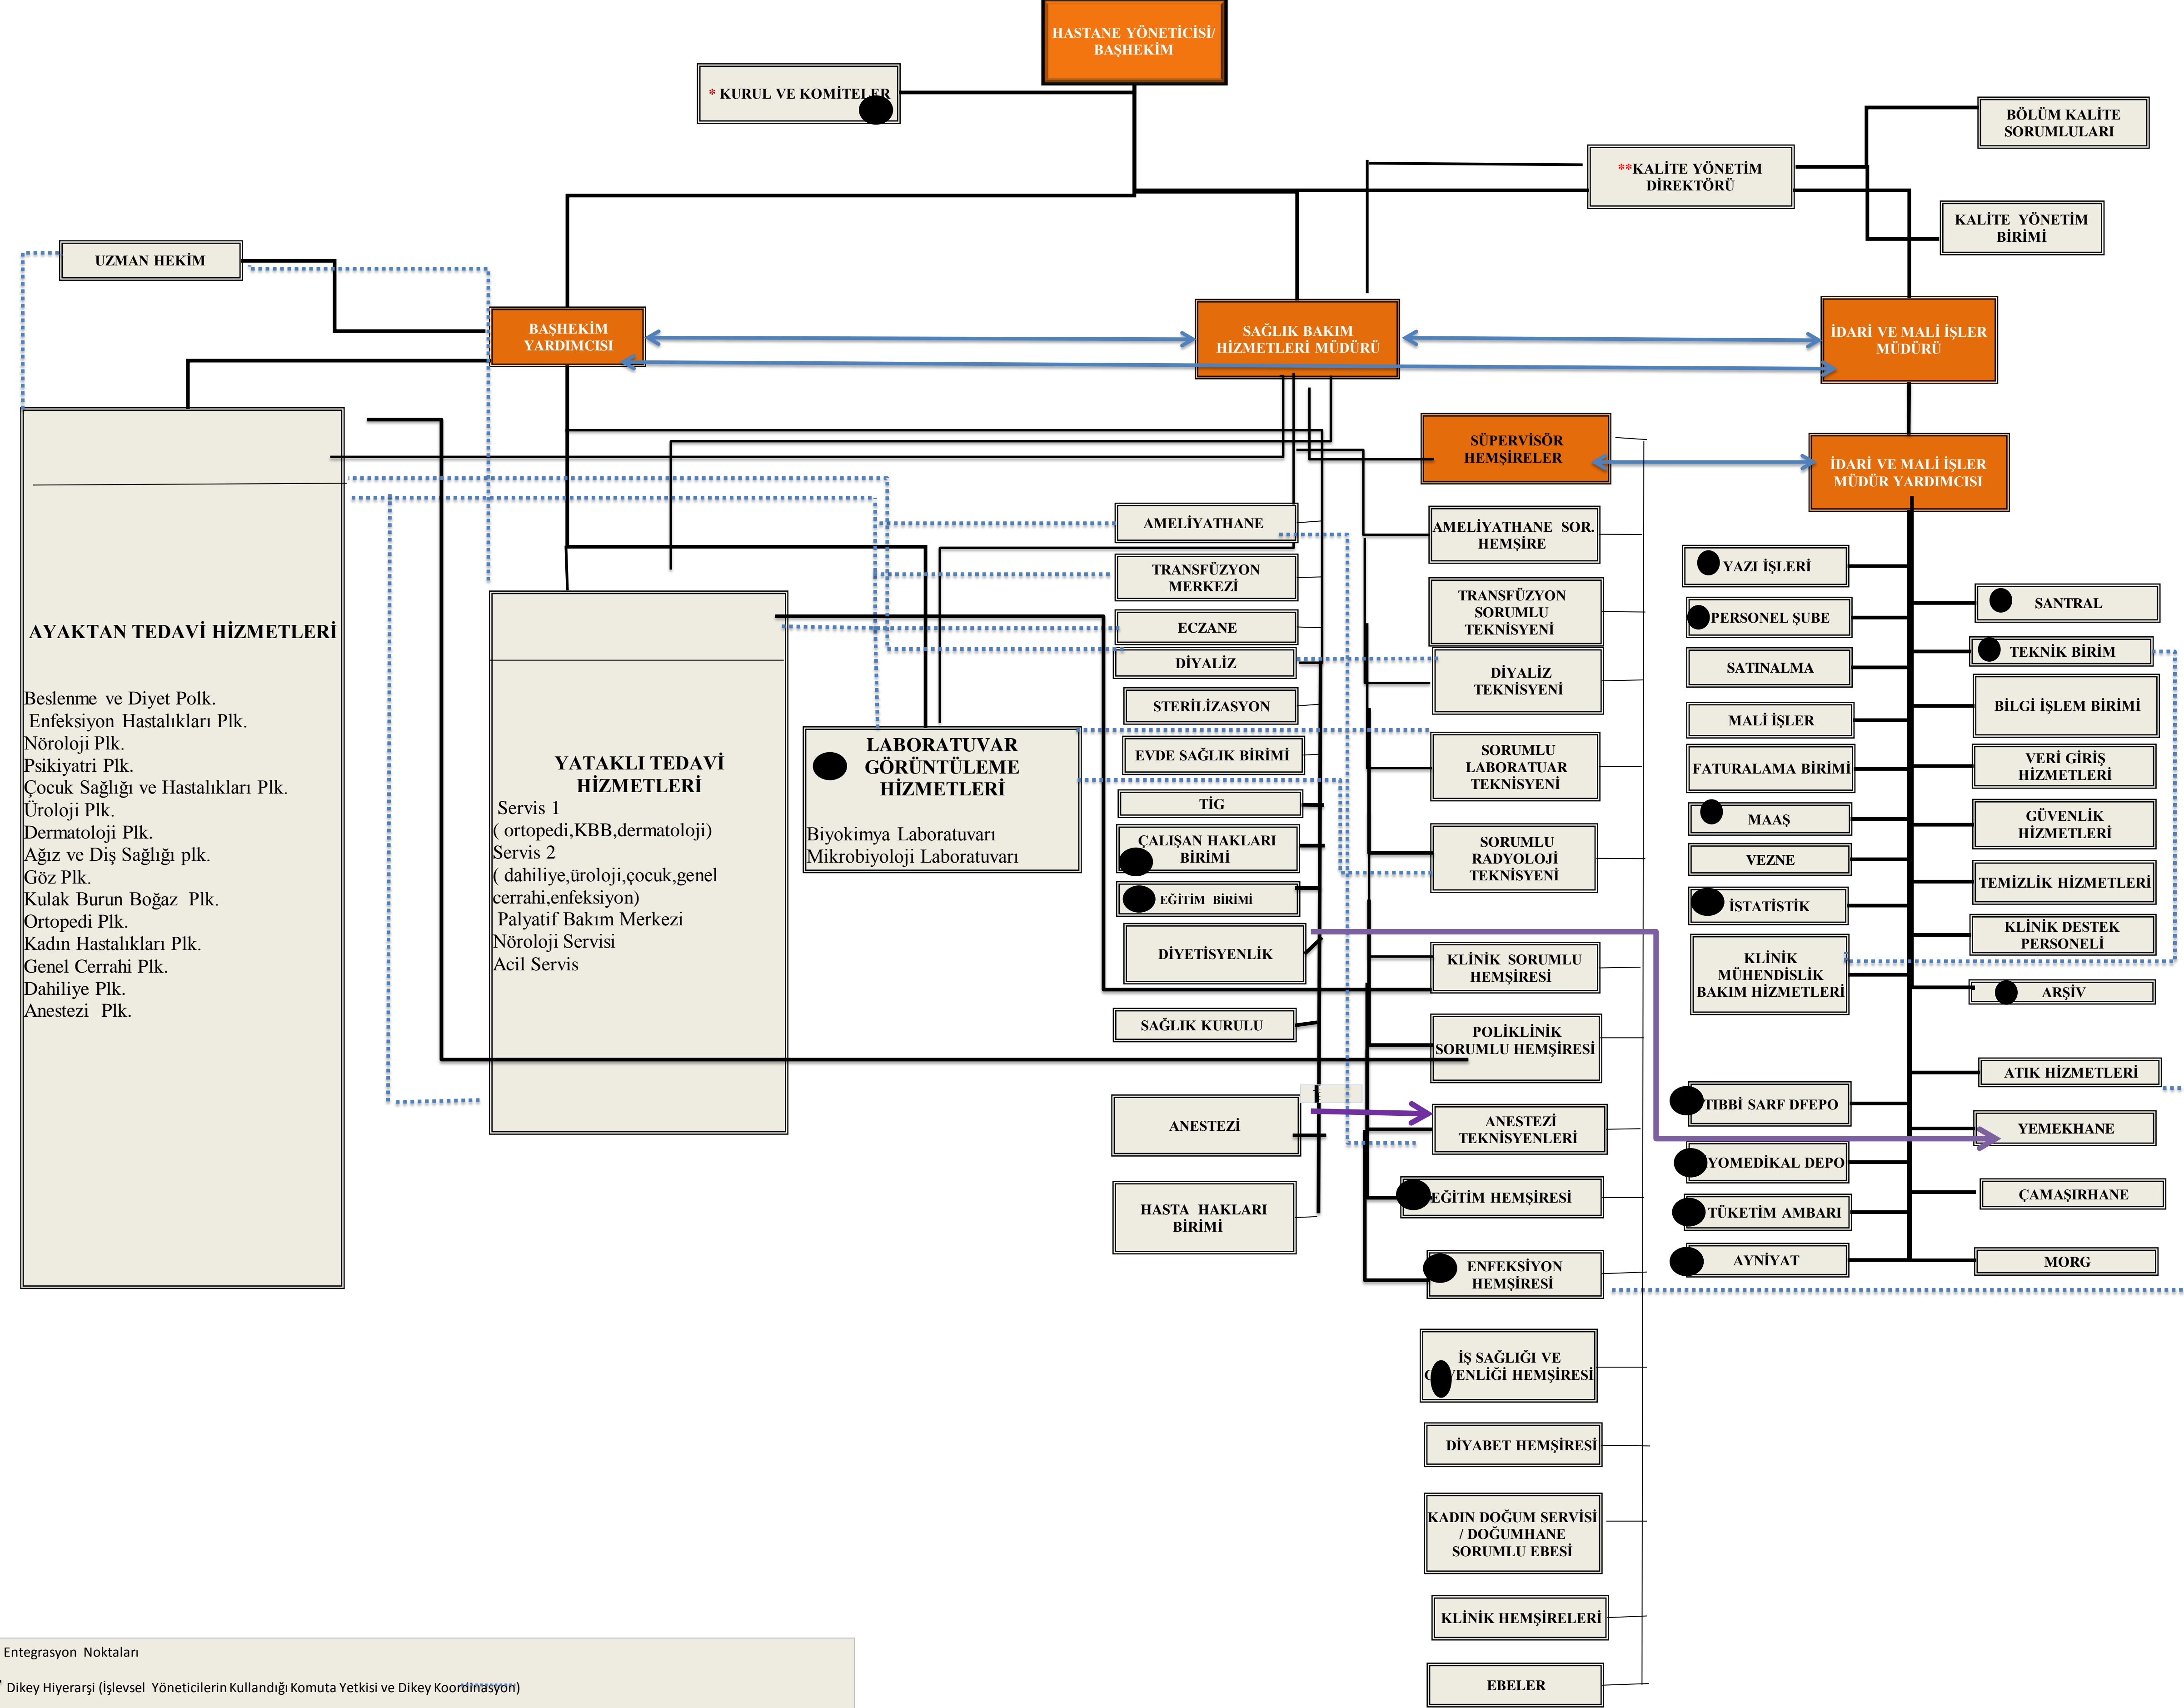 HASTANE YÖNETİCİSİ/
BAŞHEKİM
* KURUL VE KOMİTELER
BÖLÜM KALİTE
SORUMLULARI
**KALİTE YÖNETİM
DİREKTÖRÜ
KALİTE YÖNETİM
BİRİMİ
UZMAN HEKİM
BAŞHEKİM
YARDIMCISI
SAĞLIK BAKIM
HİZMETLERİ MÜDÜRÜ
İDARİ VE MALİ İŞLER
MÜDÜRÜ
SÜPERVİSÖR
HEMŞİRELER
İDARİ VE MALİ İŞLER
MÜDÜR YARDIMCISI
AYAKTAN TEDAVİ HİZMETLERİ
Beslenme ve Diyet Polk.
Enfeksiyon Hastalıkları Plk.
Nöroloji Plk.
Psikiyatri Plk.
Çocuk Sağlığı ve Hastalıkları Plk.
Üroloji Plk.
Dermatoloji Plk.
Ağız ve Diş Sağlığı plk.
Göz Plk.
Kulak Burun Boğaz Plk.
Ortopedi Plk.
Kadın Hastalıkları Plk.
Genel Cerrahi Plk.
Dahiliye Plk.
Anestezi Plk.
YATAKLI TEDAVİ
HİZMETLERİ
Servis 1
( ortopedi,KBB,dermatoloji)
Servis 2
( dahiliye,üroloji,çocuk,genel
cerrahi,enfeksiyon)
Palyatif Bakım Merkezi
Nöroloji Servisi
Acil Servis
LABORATUVAR
GÖRÜNTÜLEME
HİZMETLERİ
Biyokimya Laboratuvarı
Mikrobiyoloji Laboratuvarı
AMELİYATHANE
TRANSFÜZYON
MERKEZİ
ECZANE
DİYALİZ
STERİLİZASYON
EVDE SAĞLIK BİRİMİ
TİG
ÇALIŞAN HAKLARI
BİRİMİ
EĞİTİM BİRİMİ
DİYETİSYENLİK
SAĞLIK KURULU
ANESTEZİ
HASTA HAKLARI
BİRİMİ
AMELİYATHANE SOR.
HEMŞİRE
TRANSFÜZYON
SORUMLU
TEKNİSYENİ
DİYALİZ
TEKNİSYENİ
SORUMLU
LABORATUAR
TEKNİSYENİ
SORUMLU
RADYOLOJİ
TEKNİSYENİ
KLİNİK SORUMLU
HEMŞİRESİ
POLİKLİNİK
SORUMLU HEMŞİRESİ
ANESTEZİ
TEKNİSYENLERİ
EĞİTİM HEMŞİRESİ
ENFEKSİYON
HEMŞİRESİ
İŞ SAĞLIĞI VE
HEMŞİRESİ
DİYABET HEMŞİRESİ
KADIN DOĞUM SERVİSİ
/ DOĞUMHANE
SORUMLU EBESİ
KLİNİK HEMŞİRELERİ
EBELER
YAZI İŞLERİ
PERSONEL ŞUBE
SATINALMA
MALİ İŞLER
FATURALAMA BİRİMİ
MAAŞ
VEZNE
İSTATİSTİK
KLİNİK
MÜHENDİSLİK
BAKIM HİZMETLERİ
TIBBİ SARF DFEPO
YOMEDİKAL DEPO
TÜKETİM AMBARI
AYNİYAT
SANTRAL
TEKNİK BİRİM
BİLGİ İŞLEM BİRİMİ
VERİ GİRİŞ
HİZMETLERİ
GÜVENLİK
HİZMETLERİ
TEMİZLİK HİZMETLERİ
KLİNİK DESTEK
PERSONELİ
ARŞİV
ATIK HİZMETLERİ
YEMEKHANE
ÇAMAŞIRHANE
MORG
Entegrasyon Noktaları
Dikey Hiyerarşi (İşlevsel Yöneticilerin Kullandığı Komuta Yetkisi ve Dikey Koordinasyon)